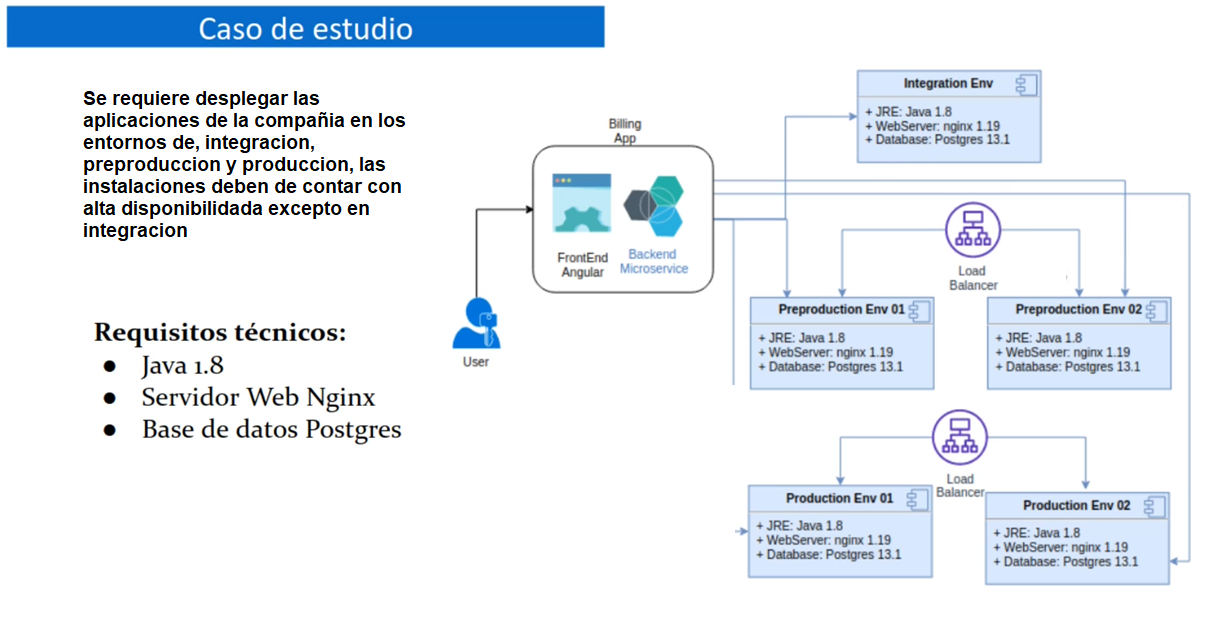 Caso de estudio
Se requiere desplegar las
aplicaciones de la compañia en los
entornos de, integracion,
preproduccion y produccion, las
instalaciones deben de contar con
alta disponibilidada excepto en
integracion
Requisitos técnicos:
● Java 1.8
● Servidor Web Nginx
● Base de datos Postgres
Billing
App
FrontEnd
Angular
Backend
Microservice
User
Integration Env
+ JRE: Java 1.8
+ WebServer: nginx 1.19
+ Database: Postgres 13.1
Load
Balancer
Preproduction Env 01
+ JRE: Java 1.8
+ WebServer: nginx 1.19
+ Database: Postgres 13.1
Preproduction Env 02
+ JRE: Java 1.8
+ WebServer: nginx 1.19
+ Database: Postgres 13.1
Load
Balancer
Production Env 01
+ JRE: Java 1.8
+ WebServer: nginx 1.19
+ Database: Postgres 13.1
Production Env 02
+ JRE: Java 1.8
+ WebServer: nginx 1.19
+ Database: Postgres 13.1